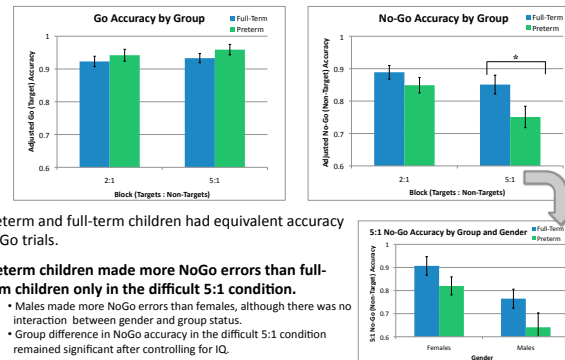 Go Accuracy by Group
Full-Term
Preterm
Adjusted Go (Target) Accuracy
1
0.9
0.8
0.7
0.6
2:1
5:1
Block (Targets : Non-Targets)
No-Go Accuracy by Group
Full-Term
Preterm
Adjusted No-Go (Non-Target) Accuracy
1
0.9
0.8
0.7
0.6
*
2:1
5:1
Block (Targets : Non-Targets)
eterm and full-term children had equivalent accuracy
Go trials.
eterm children made more NoGo errors than full-
m children only in the difficult 5:1 condition.
• Males made more NoGo errors than females, although there was no
interaction between gender and group status.
• Group difference in NoGo accuracy in the difficult 5:1 condition
remained significant after controlling for IQ.
5:1 No-Go Accuracy by Group and Gender
Full-Term
Preterm
5:1 No-Go (Non-Target) Accuracy
1
0.9
0.8
0.7
0.6
Females
Males
Gender